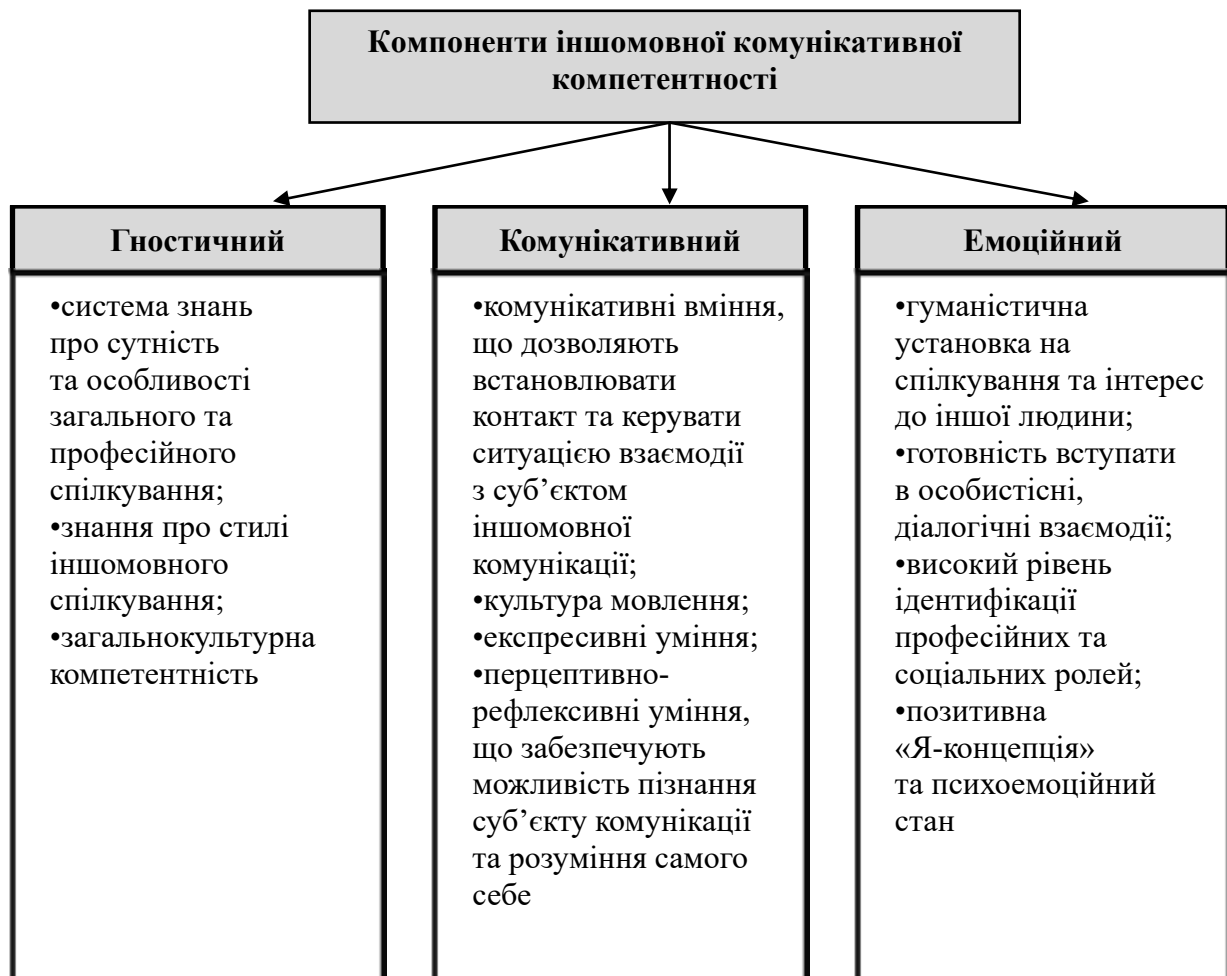 Компоненти іншомовної комунікативної
компетентності
Гностичний
•система знань
про сутність
та особливості
загального та
професійного
спілкування;
•знання про стилі
іншомовного
спілкування;
•загальнокультурна
компетентність
Комунікативний
•комунікативні вміння,
що дозволяють
встановлювати
контакт та керувати
ситуацією взаємодії
з суб’єктом
іншомовної
комунікації;
•культура мовлення;
•експресивні уміння;
•перцептивно-
рефлексивні уміння,
що забезпечують
можливість пізнання
суб’єкту комунікації
та розуміння самого
себе
Емоційний
•гуманістична
установка на
спілкування та інтерес
до іншої людини;
•готовність вступати
в особистісні,
діалогічні взаємодії;
•високий рівень
ідентифікації
професійних та
соціальних ролей;
•позитивна
«Я-концепція»
та психоемоційний
стан